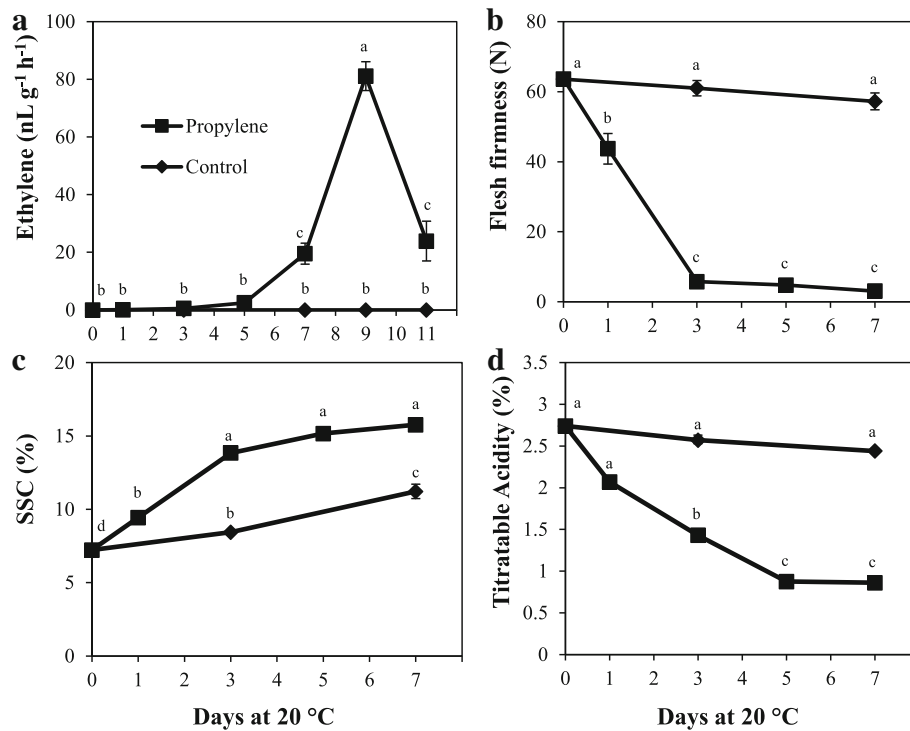 a
Ethylene (nL g⁻¹ h⁻¹)
100
80
60
40
20
0
Propylene
Control
b
b
b
b
c
a
c
b
b
b
0 1 2 3 4 5 6 7 8 9 10 11
b
Flesh firmness (N)
80
60
40
20
0
a
a
a
b
c
c
c
0 1 2 3 4 5 6 7
c
SSC (%)
20
15
10
5
0
d
b
a
a
a
b
c
0 1 2 3 4 5 6 7
Days at 20 °C
d
Titratable Acidity (%)
3.5
3
2.5
2
1.5
1
0.5
0
a
a
a
a
b
c
c
0 1 2 3 4 5 6 7
Days at 20 °C